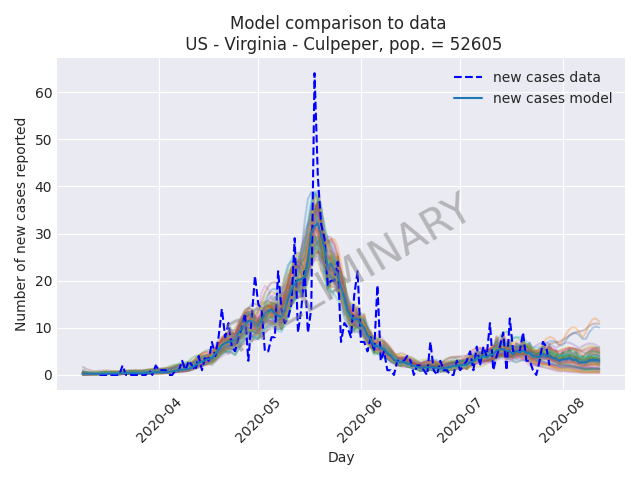 Model comparison to data
US - Virginia - Culpeper, pop. = 52605
new cases data
new cases model
Number of new cases reported
60
50
40
30
20
10
0
2020-04
2020-05
2020-06
2020-07
2020-08
Day